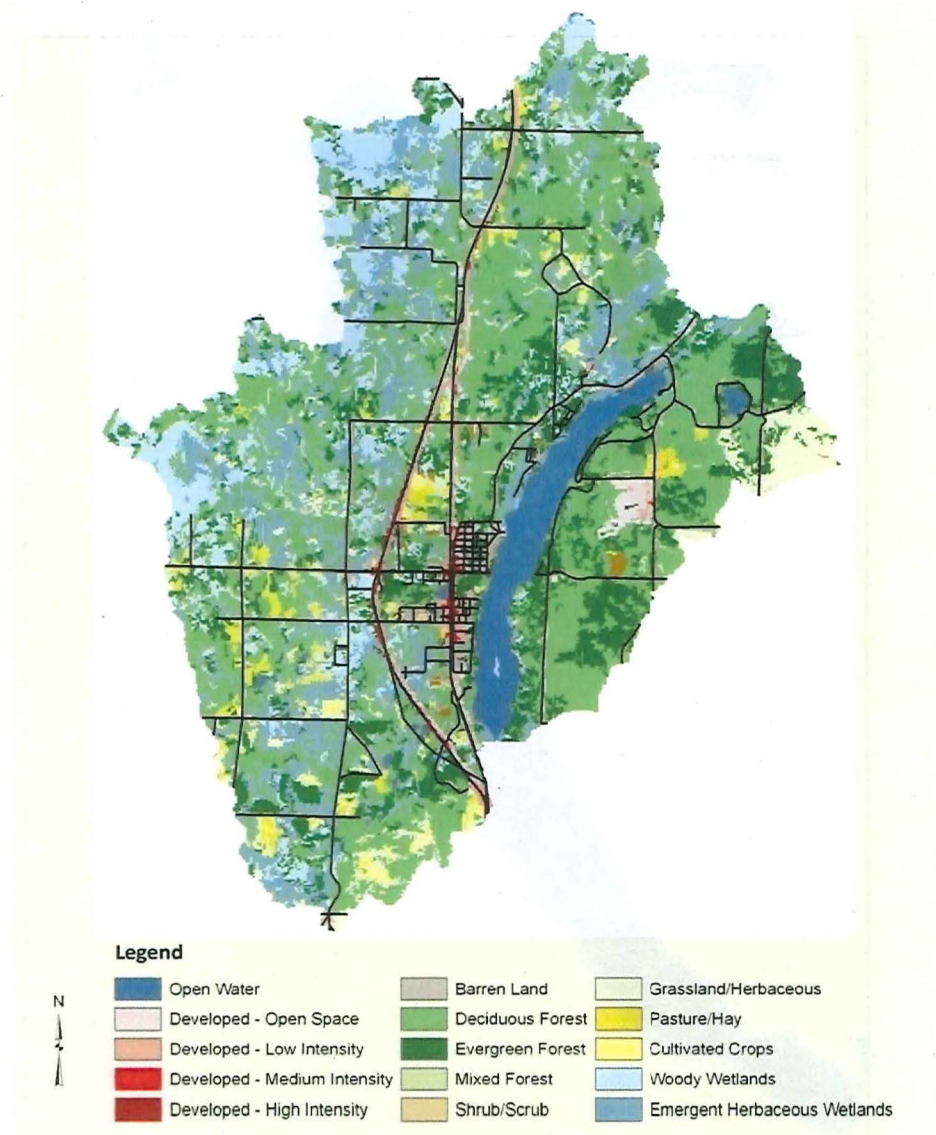 Legend
N
Open Water
Developed - Open Space
Developed - Low Intensity
Developed - Medium Intensity
Developed - High Intensity
Barren Land
Deciduous Forest
Evergreen Forest
Mixed Forest
Shrub/Scrub
Grassland/Herbaceous
Pasture/Hay
Cultivated Crops
Woody Wetlands
Emergent Herbaceous Wetlands